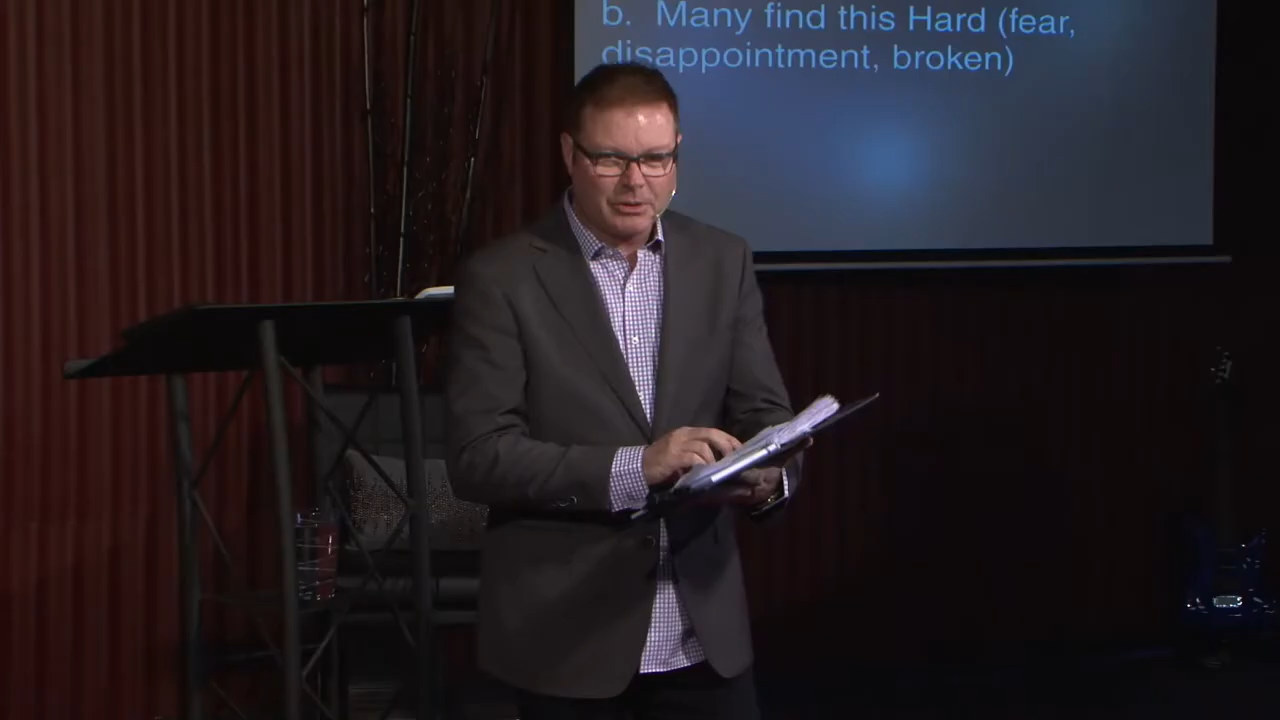 b. Many find this Hard (fear,
disappointment, broken)